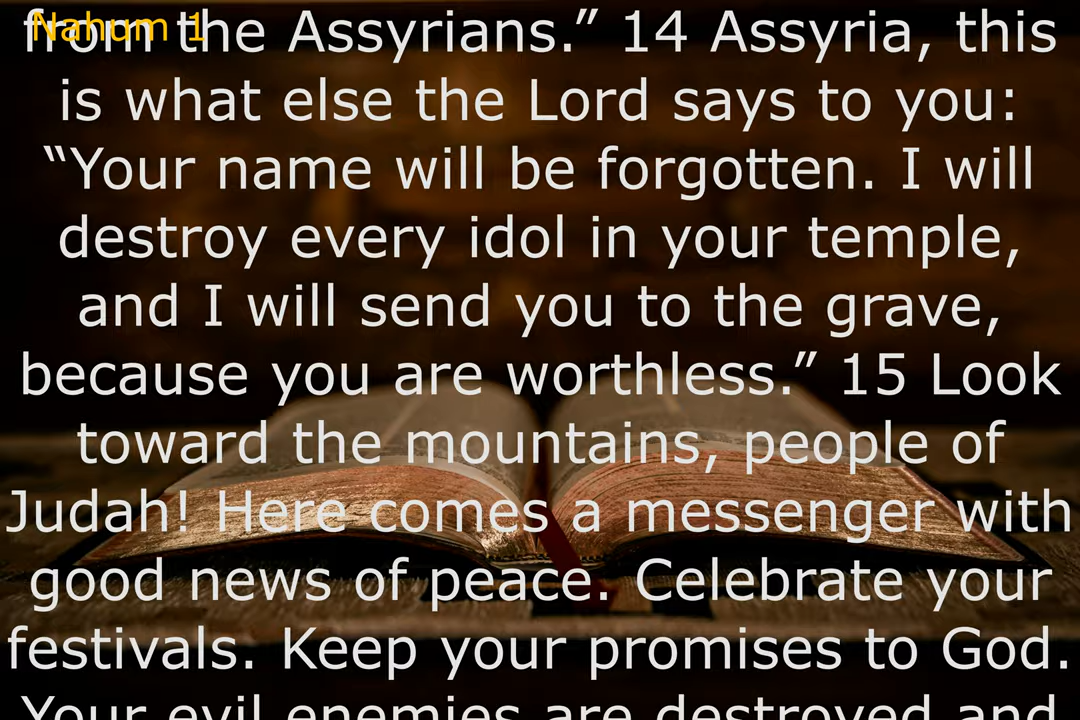 Nahum 1
from the Assyrians.” 14 Assyria, this
is what else the Lord says to you:
“Your name will be forgotten. I will
destroy every idol in your temple,
and I will send you to the grave,
because you are worthless.” 15 Look
toward the mountains, people of
Judah! Here comes a messenger with
good news of peace. Celebrate your
festivals. Keep your promises to God.
Your evil enemies are destroyed and